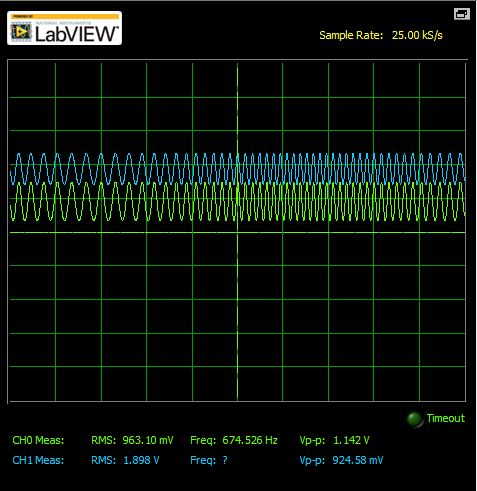 POWERED BY
NATIONAL INSTRUMENTS
LabVIEW™
Sample Rate: 25.00 kS/s
Timeout
CH0 Meas: RMS: 963.10 mV Freq: 674.526 Hz Vp-p: 1.142 V
CH1 Meas: RMS: 1.898 V Freq: ? Vp-p: 924.58 mV